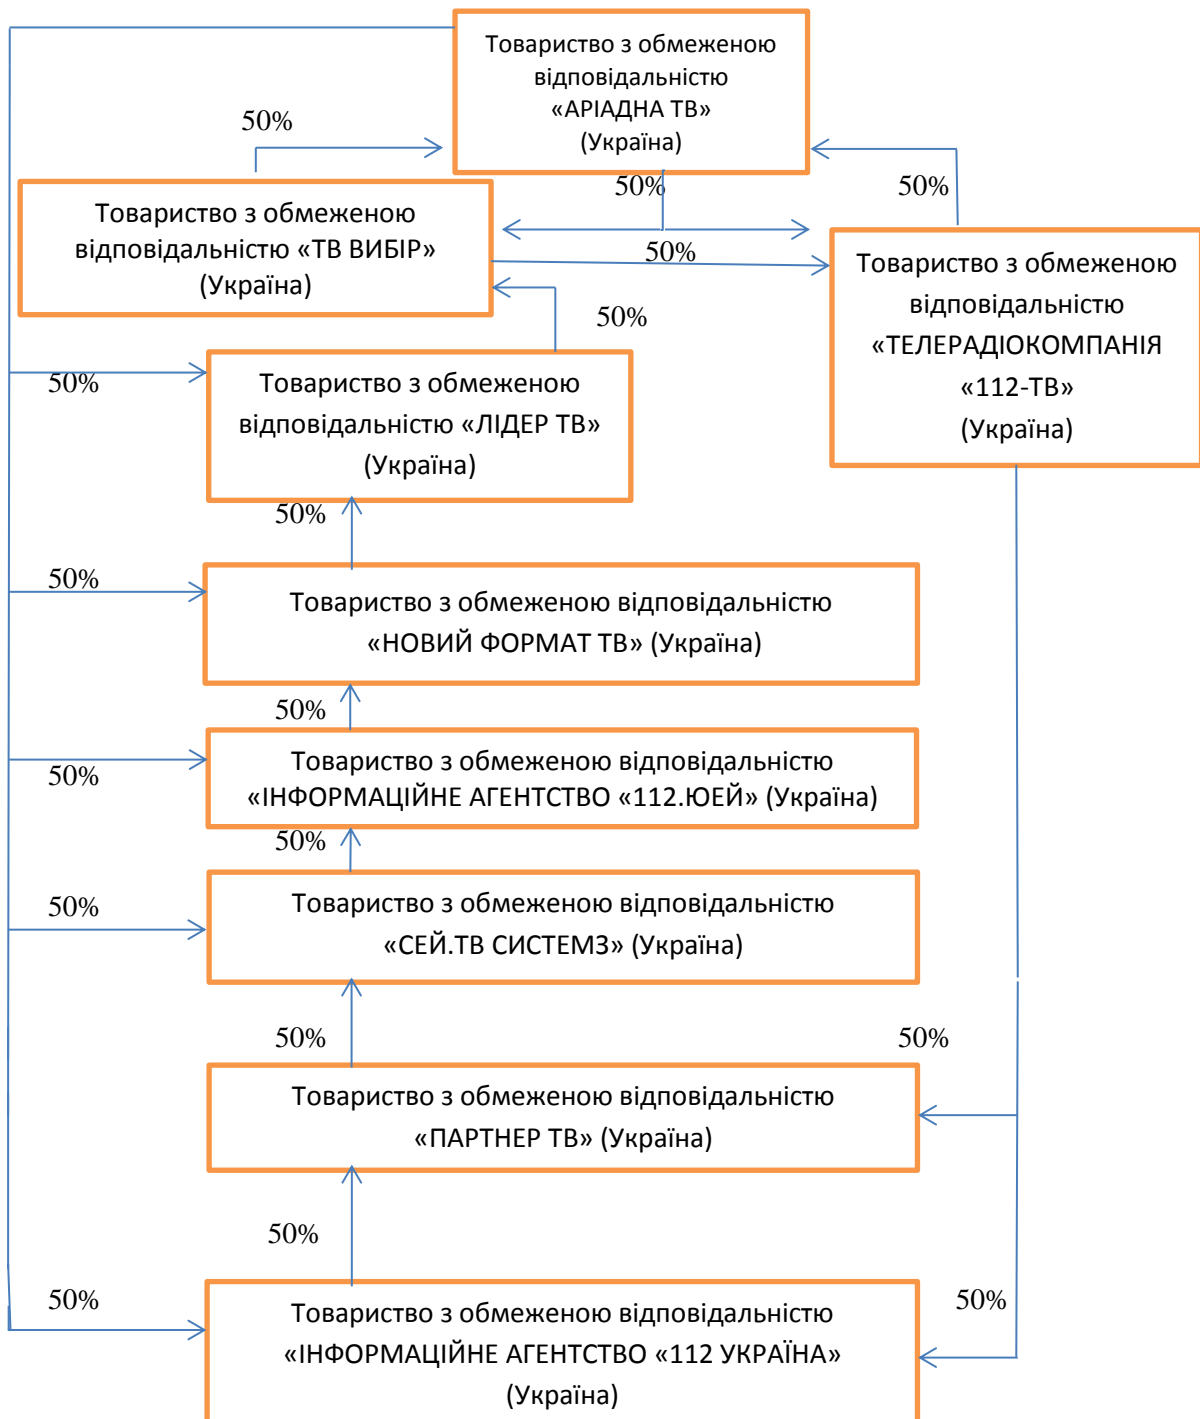 Товариство з обмеженою
відповідальністю
«АРІАДНА ТВ»
(Україна)
50%
50%
50%
Товариство з обмеженою
відповідальністю «ТВ ВИБІР»
(Україна)
50%
Товариство з обмеженою
відповідальністю
«ТЕЛЕРАДІОКОМПАНІЯ
«112-ТВ»
(Україна)
50%
50%
Товариство з обмеженою
відповідальністю «ЛІДЕР ТВ»
(Україна)
50%
50%
Товариство з обмеженою відповідальністю
«НОВИЙ ФОРМАТ ТВ» (Україна)
50%
50%
Товариство з обмеженою відповідальністю
«ІНФОРМАЦІЙНЕ АГЕНТСТВО «112.ЮЕЙ» (Україна)
50%
50%
Товариство з обмеженою відповідальністю
«СЕЙ.ТВ СИСТЕМЗ» (Україна)
50%
50%
Товариство з обмеженою відповідальністю
«ПАРТНЕР ТВ» (Україна)
50%
50%
50%
Товариство з обмеженою відповідальністю
«ІНФОРМАЦІЙНЕ АГЕНТСТВО «112 УКРАЇНА»
(Україна)